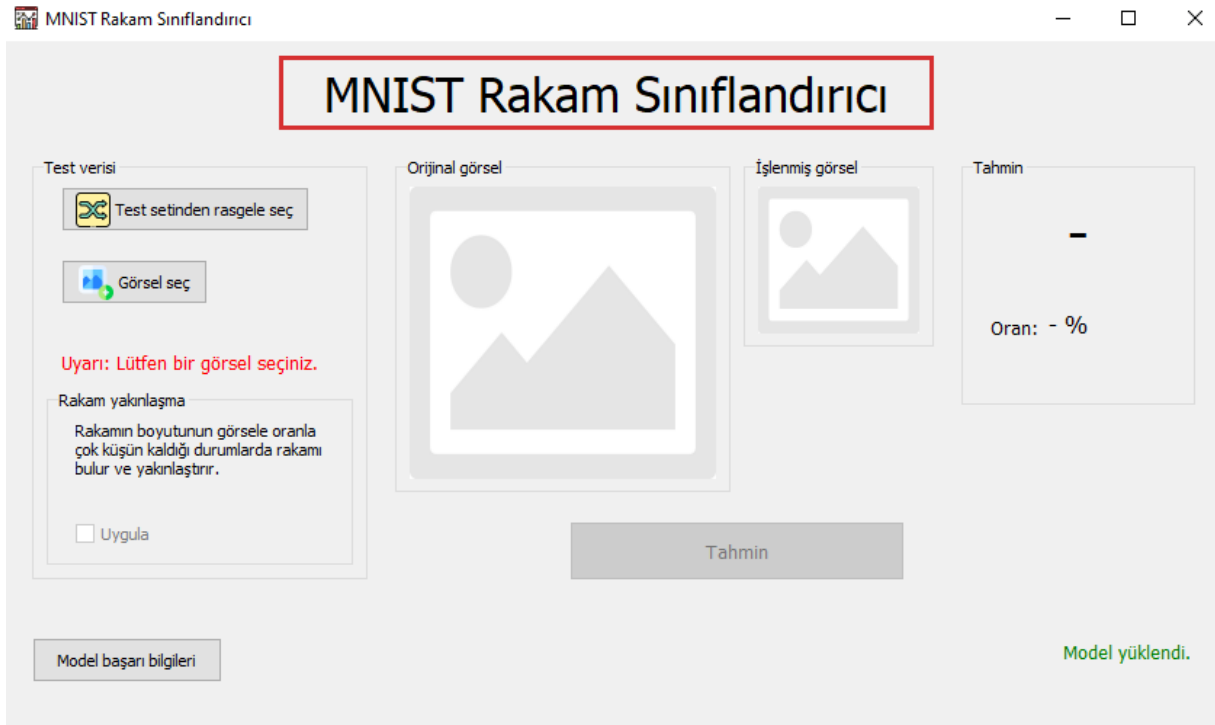 MNIST Rakam Sınıflandırıcı
MNIST Rakam Sınıflandırıcı
Test verisi
Test setinden rasgele seç
Görsel seç
Uyarı: Lütfen bir görsel seçiniz.
Rakam yakınlaşma
Rakamın boyutunun görsele oranla
çok küşün kaldığı durumlarda rakamı
bulur ve yakınlaştırır.
Uygula
Orijinal görsel
İşlenmiş görsel
Tahmin
-
Oran: - %
Tahmin
Model başarı bilgileri
Model yüklendi.